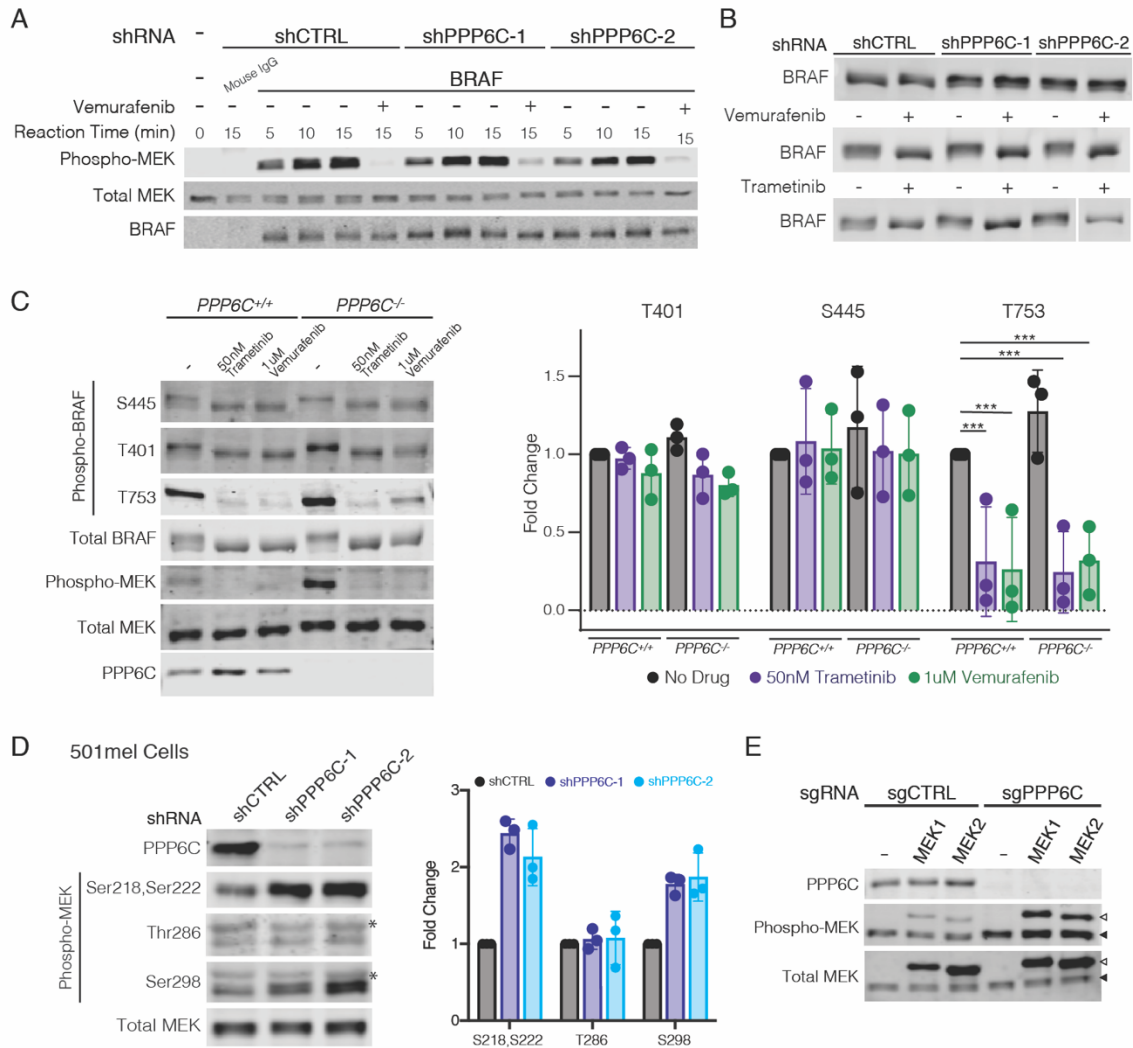 A
shRNA - shCTRL shPPP6C-1 shPPP6C-2
- Mouse IgG BRAF
Vemurafenib - - - - - + - - - + - - - +
Reaction Time (min) 0 15 5 10 15 15 5 10 15 15 5 10 15 15
Phospho-MEK
Total MEK
BRAF
B
shRNA shCTRL shPPP6C-1 shPPP6C-2
BRAF
Vemurafenib - + - + - +
BRAF
Trametinib - + - + - +
BRAF
C
PPP6C+/+ PPP6C-/-
- 50nM Trametinib 1uM Vemurafenib - 50nM Trametinib 1uM Vemurafenib
Phospho-BRAF
S445
T401
T753
Total BRAF
Phospho-MEK
Total MEK
PPP6C
T401 S445 T753
***
***
***
***
Fold Change
1.5
1.0
0.5
0.0
PPP6C+/+ PPP6C-/- PPP6C+/+ PPP6C-/- PPP6C+/+ PPP6C-/-
No Drug 50nM Trametinib 1uM Vemurafenib
D
501mel Cells
shRNA shCTRL shPPP6C-1 shPPP6C-2
PPP6C
Phospho-MEK
Ser218,Ser222
Thr286 *
Ser298 *
Total MEK
shCTRL shPPP6C-1 shPPP6C-2
Fold Change
3
2
1
0
S218,S222 T286 S298
E
sgRNA sgCTRL sgPPP6C
- MEK1 MEK2 - MEK1 MEK2
PPP6C
Phospho-MEK
Total MEK